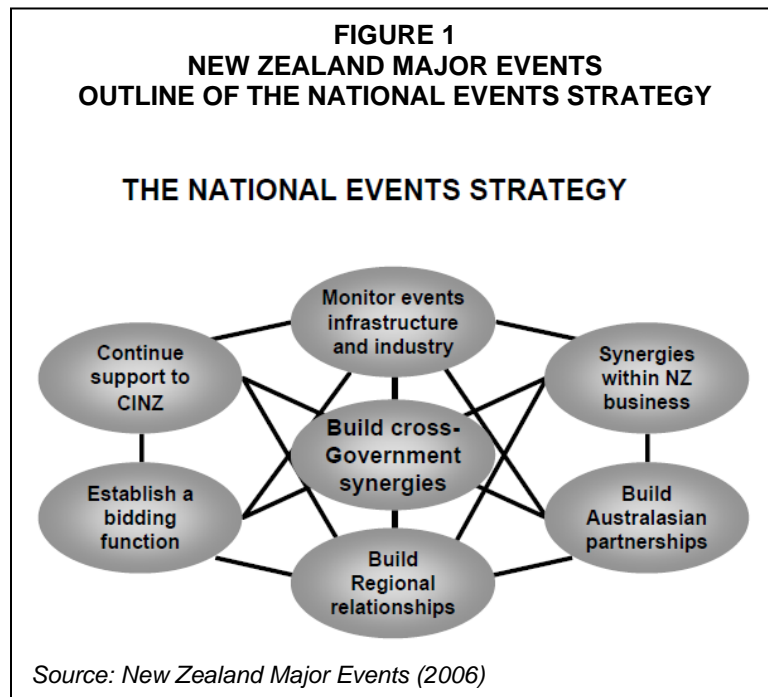 FIGURE 1
NEW ZEALAND MAJOR EVENTS
OUTLINE OF THE NATIONAL EVENTS STRATEGY
THE NATIONAL EVENTS STRATEGY
Monitor events
infrastructure
and industry
Continue
support to
CINZ
Synergies
within NZ
business
Build cross-
Government
synergies
Establish a
bidding
function
Build
Australasian
partnerships
Build
Regional
relationships
Source: New Zealand Major Events (2006)